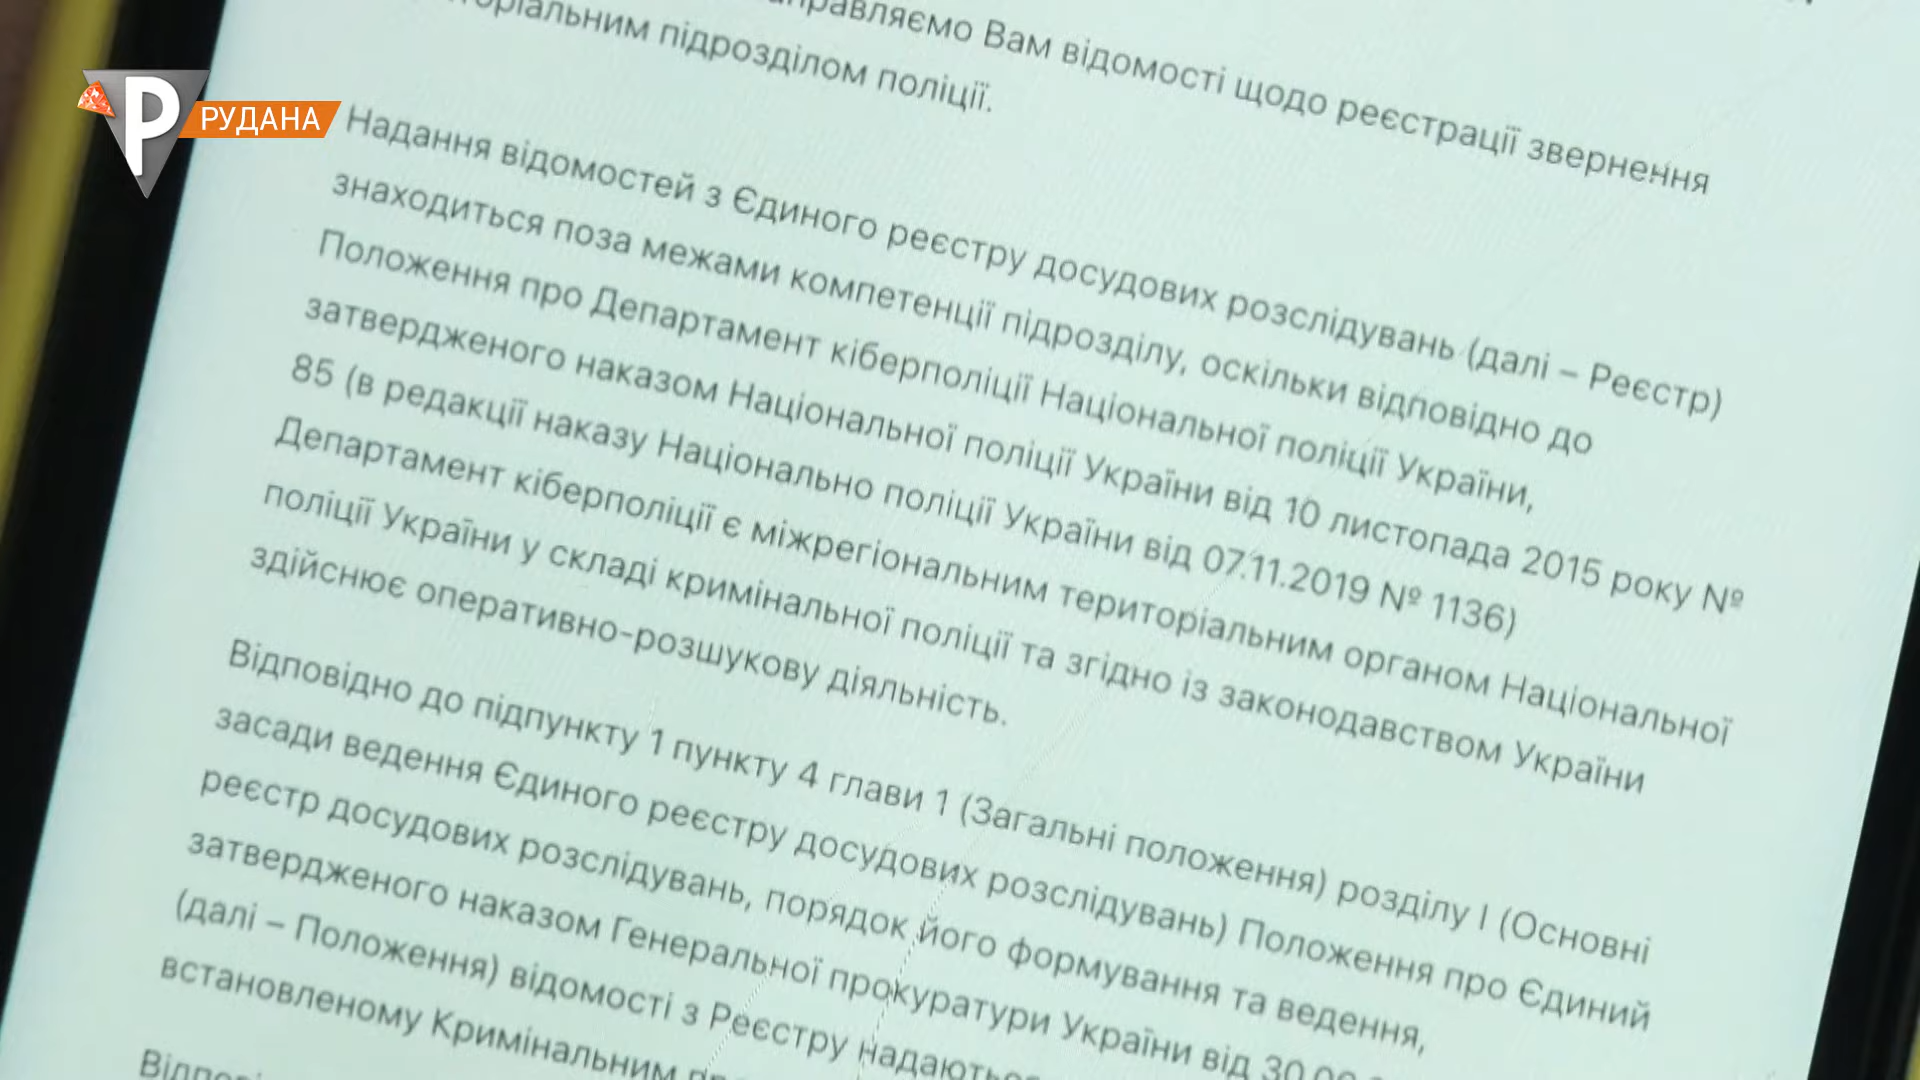 Р
РУДАНА
Вам відомості щодо реєстрації звернення
підрозділом поліції.
Надання відомостей з Єдиного реєстру досудових розслідувань (далі – Реєстр)
знаходиться поза межами компетенції підрозділу, оскільки відповідно до
Положення про Департамент кіберполіції Національної поліції України,
затвердженого наказом Національної поліції України від 10 листопада 2015 року №
85 (в редакції наказу Національно поліції України від 07.11.2019 № 1136)
Департамент кіберполіції є міжрегіональним територіальним органом Національної
поліції України у складі кримінальної поліції та згідно із законодавством України
здійснює оперативно-розшукову діяльність.
Відповідно до підпункту 1 пункту 4 глави 1 (Загальні положення) розділу І (Основні
засади ведення Єдиного реєстру досудових розслідувань) Положення про Єдиний
реєстр досудових розслідувань, порядок його формування та ведення,
затвердженого наказом Генеральної прокуратури України від
(далі – Положення) відомості з Реєстру
встановленому Кримінальним